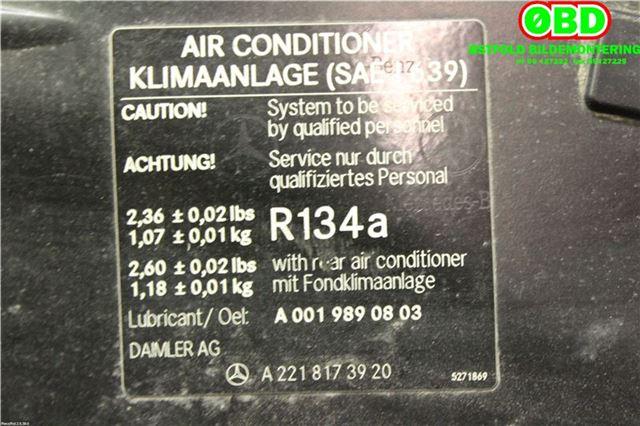 ØBD
ØSTFOLD BILDEMONTERING
AIR CONDITIONER
KLIMAANLAGE (SAE J639)
CAUTION! System to be serviced
by qualified personnel
ACHTUNG! Service nur durch
qualifiziertes Personal
2,36 ± 0,02 lbs
1,07 ± 0,01 kg R134a
2,60 ± 0,02 lbs with rear air conditioner
1,18 ± 0,01 kg mit Fondklimaanlage
Lubricant/ Oel: A 001 989 08 03
DAIMLER AG
A 221 817 39 20 5271869